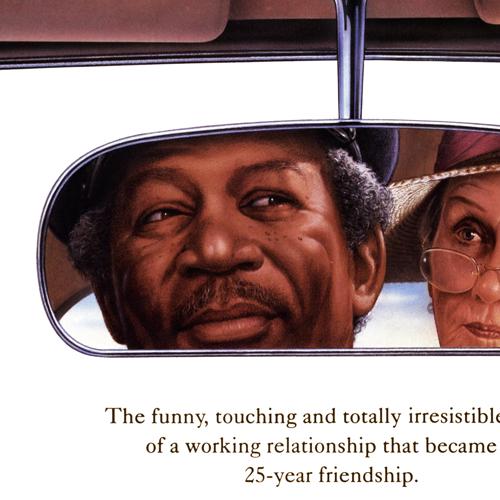 The funny, touching and totally irresistible
of a working relationship that became
25-year friendship.